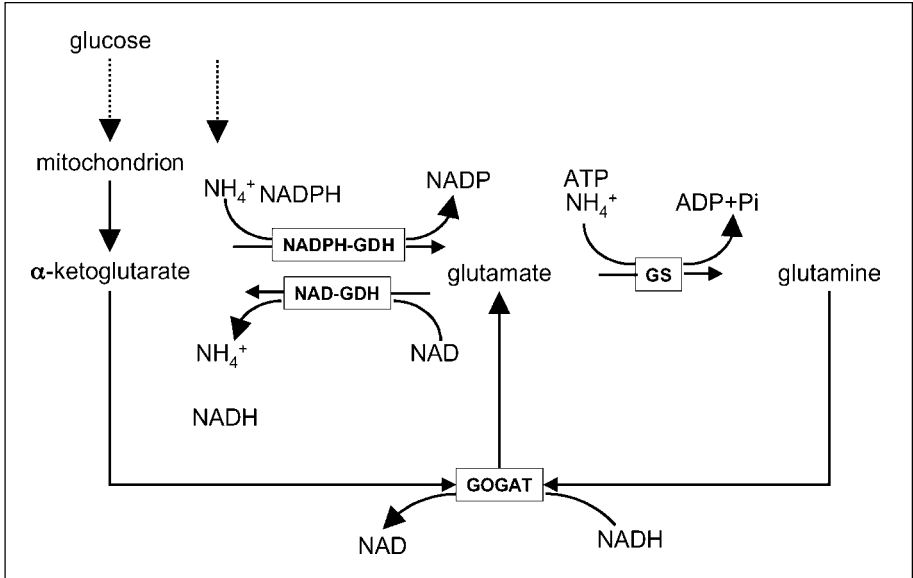 glucose
mitochondrion
NH₄⁺ NADPH
NADP
ATP
NH₄⁺
ADP+Pi
NADPH-GDH
α-ketoglutarate
glutamate
GS
glutamine
NAD-GDH
NH₄⁺
NAD
NADH
GOGAT
NAD
NADH